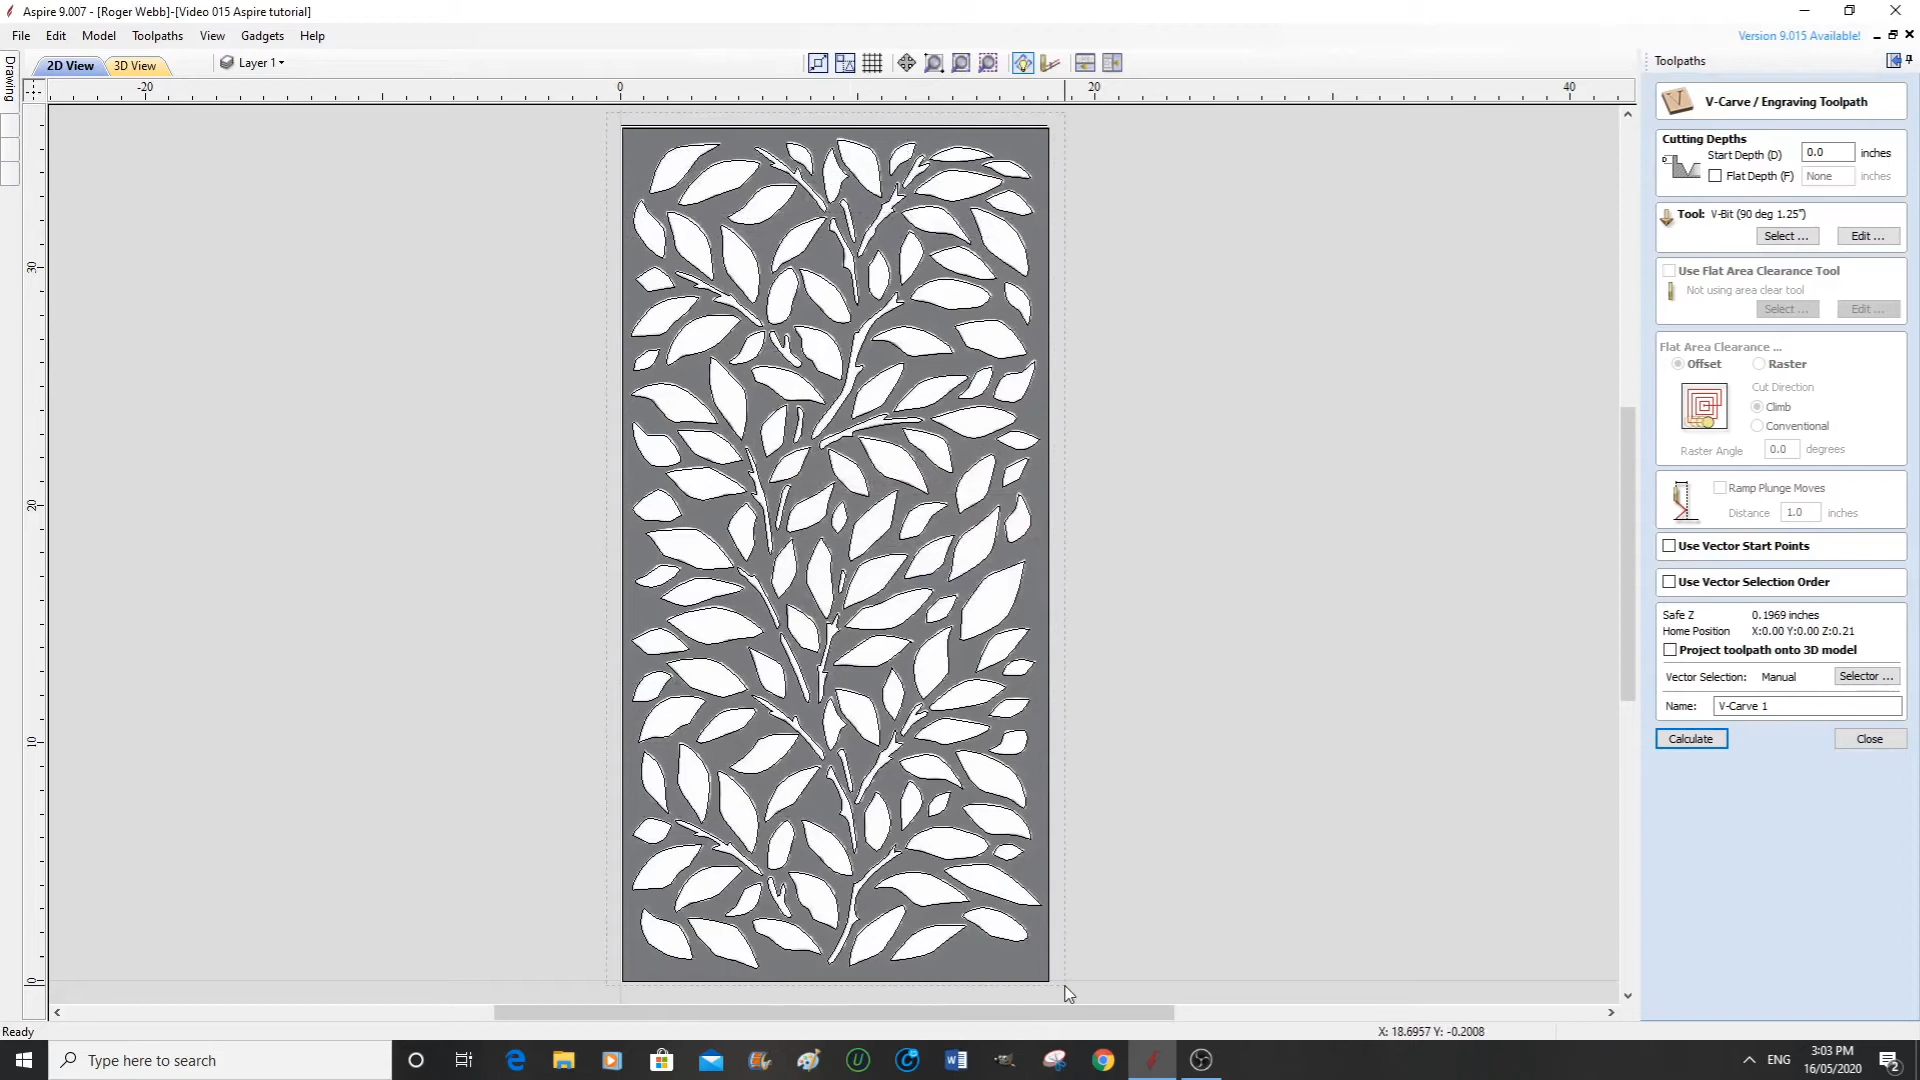 Aspire 9.007 - [Roger Webb]-[Video 015 Aspire tutorial]
File Edit Model Toolpaths View Gadgets Help
Version 9.015 Available!
Drawing
2D View 3D View Layer 1
-20 0 20 40
30
20
10
0
Toolpaths
V-Carve / Engraving Toolpath
Cutting Depths
Start Depth (D) 0.0 inches
Flat Depth (F) None inches
Tool: V-Bit (90 deg 1.25")
Select ... Edit ...
Use Flat Area Clearance Tool
Not using area clear tool
Select ... Edit ...
Flat Area Clearance ...
Offset Raster
Cut Direction
Climb
Conventional
Raster Angle 0.0 degrees
Ramp Plunge Moves
Distance 1.0 inches
Use Vector Start Points
Use Vector Selection Order
Safe Z 0.1969 inches
Home Position X:0.00 Y:0.00 Z:0.21
Project toolpath onto 3D model
Vector Selection: Manual Selector ...
Name: V-Carve 1
Calculate Close
Ready X: 18.6957 Y: -0.2008
Type here to search
ENG
3:03 PM
16/05/2020
2